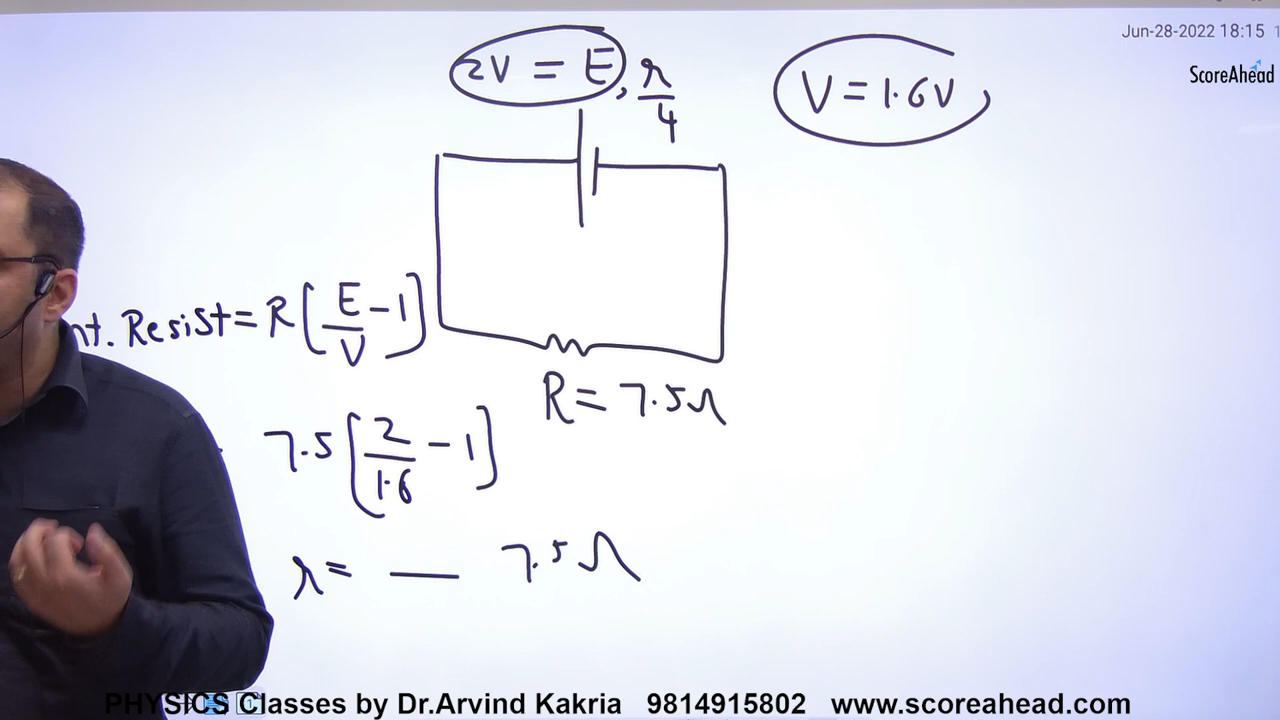 Jun-28-2022 18:15
ScoreAhead
2V = E, r/4
V = 1.6V
nt. Resist = R[E/V - 1]
R = 7.5Ω
7.5[2/1.6 - 1]
r = — 7.5Ω
PHYSICS Classes by Dr.Arvind Kakria 9814915802 www.scoreahead.com